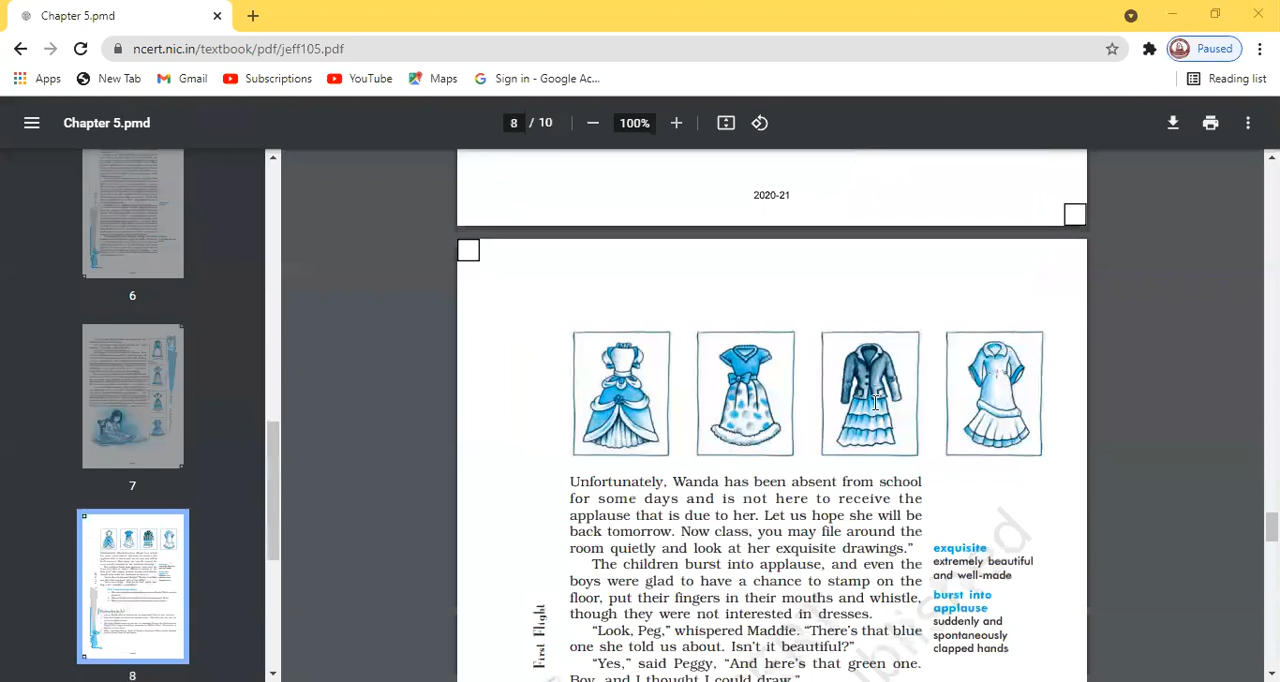 Chapter 5.pmd
ncert.nic.in/textbook/pdf/jeff105.pdf
Paused
Apps
New Tab
Gmail
Subscriptions
YouTube
Maps
Sign in - Google Ac...
Reading list
Chapter 5.pmd
8 / 10
100%
6
7
8
2020-21
Unfortunately, Wanda has been absent from school
for some days and is not here to receive the
applause that is due to her. Let us hope she will be
back tomorrow. Now class, you may file around the
room quietly and look at her exquisite drawings.”
The children burst into applause, and even the
boys were glad to have a chance to stamp on the
floor, put their fingers in their mouths and whistle,
though they were not interested in dresses.
“Look, Peg,” whispered Maddie. “There’s that blue
one she told us about. Isn’t it beautiful?”
“Yes,” said Peggy, “And here’s that green one.
Boy, and I thought I could draw.”
exquisite
extremely beautiful
and well-made
burst into
applause
suddenly and
spontaneously
clapped hands
First Flight